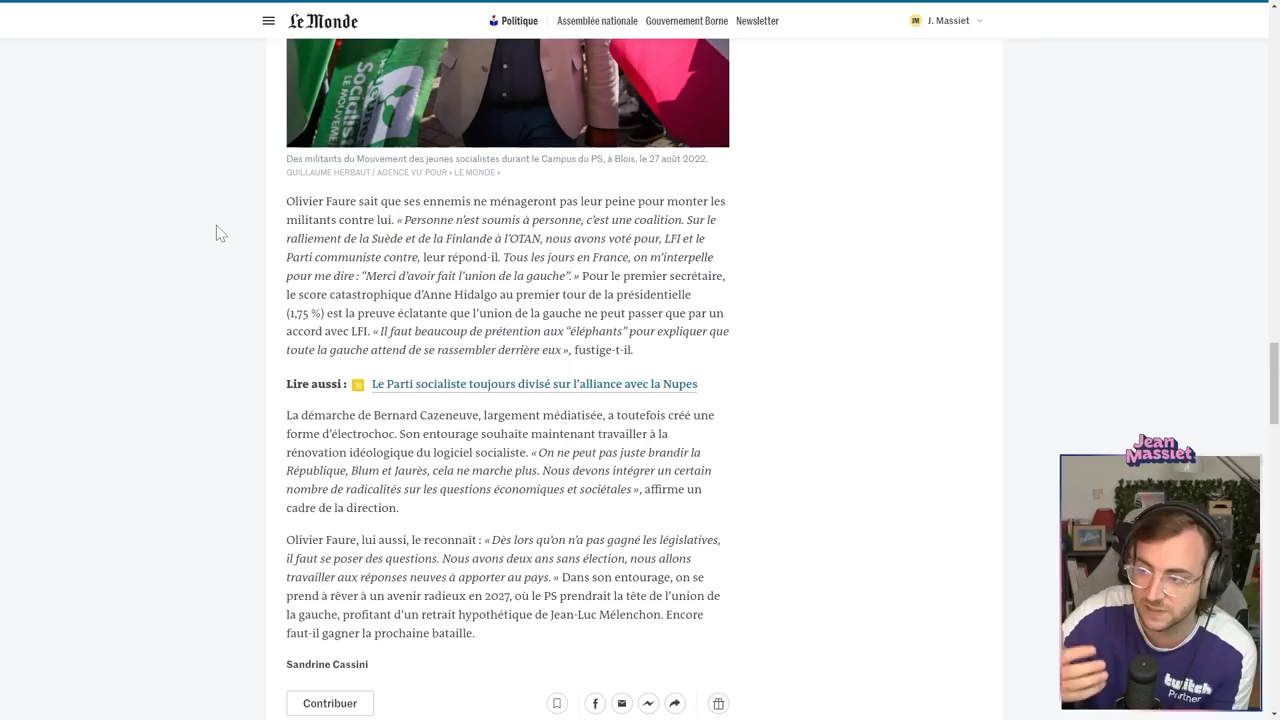 Le Monde
Politique
Assemblée nationale
Gouvernement Borne
Newsletter
JM
J. Massiet
Socialis
LE MOUVEM
Des militants du Mouvement des jeunes socialistes durant le Campus du PS, à Blois, le 27 août 2022.
GUILLAUME HERBAUT / AGENCE VU' POUR « LE MONDE »
Olivier Faure sait que ses ennemis ne ménageront pas leur peine pour monter les
militants contre lui. « Personne n'est soumis à personne, c'est une coalition. Sur le
ralliement de la Suède et de la Finlande à l'OTAN, nous avons voté pour, LFI et le
Parti communiste contre, leur répond-il. Tous les jours en France, on m'interpelle
pour me dire : “Merci d'avoir fait l'union de la gauche”. » Pour le premier secrétaire,
le score catastrophique d'Anne Hidalgo au premier tour de la présidentielle
(1,75 %) est la preuve éclatante que l'union de la gauche ne peut passer que par un
accord avec LFI. « Il faut beaucoup de prétention aux “éléphants” pour expliquer que
toute la gauche attend de se rassembler derrière eux », fustige-t-il.
Lire aussi : Le Parti socialiste toujours divisé sur l'alliance avec la Nupes
La démarche de Bernard Cazeneuve, largement médiatisée, a toutefois créé une
forme d'électrochoc. Son entourage souhaite maintenant travailler à la
rénovation idéologique du logiciel socialiste. « On ne peut pas juste brandir la
République, Blum et Jaurès, cela ne marche plus. Nous devons intégrer un certain
nombre de radicalités sur les questions économiques et sociétales », affirme un
cadre de la direction.
Olivier Faure, lui aussi, le reconnaît : « Dès lors qu'on n'a pas gagné les législatives,
il faut se poser des questions. Nous avons deux ans sans élection, nous allons
travailler aux réponses neuves à apporter au pays. » Dans son entourage, on se
prend à rêver à un avenir radieux en 2027, où le PS prendrait la tête de l'union de
la gauche, profitant d'un retrait hypothétique de Jean-Luc Mélenchon. Encore
faut-il gagner la prochaine bataille.
Sandrine Cassini
Contribuer
Jean
Massiet
twitch
Partner